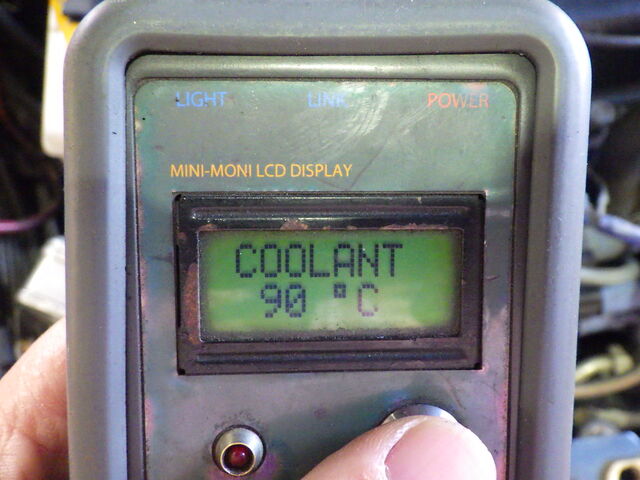 LIGHT LINK POWER
MINI-MONI LCD DISPLAY
COOLANT
90 °C